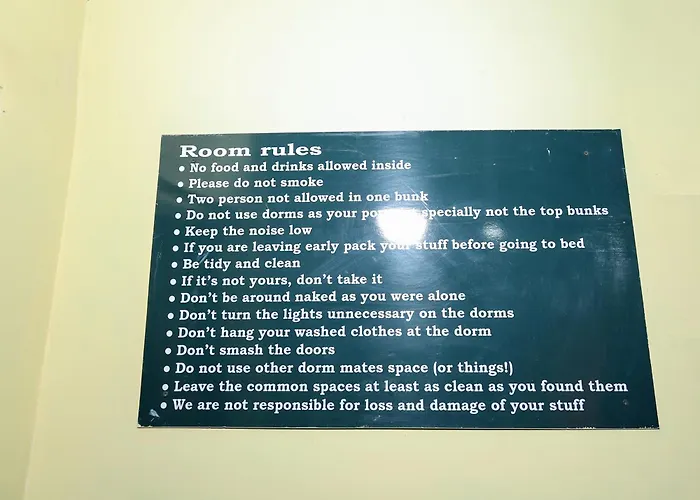 Room rules
• No food and drinks allowed inside
• Please do not smoke
• Two person not allowed in one bunk
• Do not use dorms as your specially not the top bunks
• Keep the noise low
• If you are leaving early pack your stuff before going to bed
• Be tidy and clean
• If it's not yours, don't take it
• Don't be around naked as you were alone
• Don't turn the lights unnecessary on the dorms
• Don't hang your washed clothes at the dorm
• Don't smash the doors
• Do not use other dorm mates space (or things!)
• Leave the common spaces at least as clean as you found them
• We are not responsible for loss and damage of your stuff